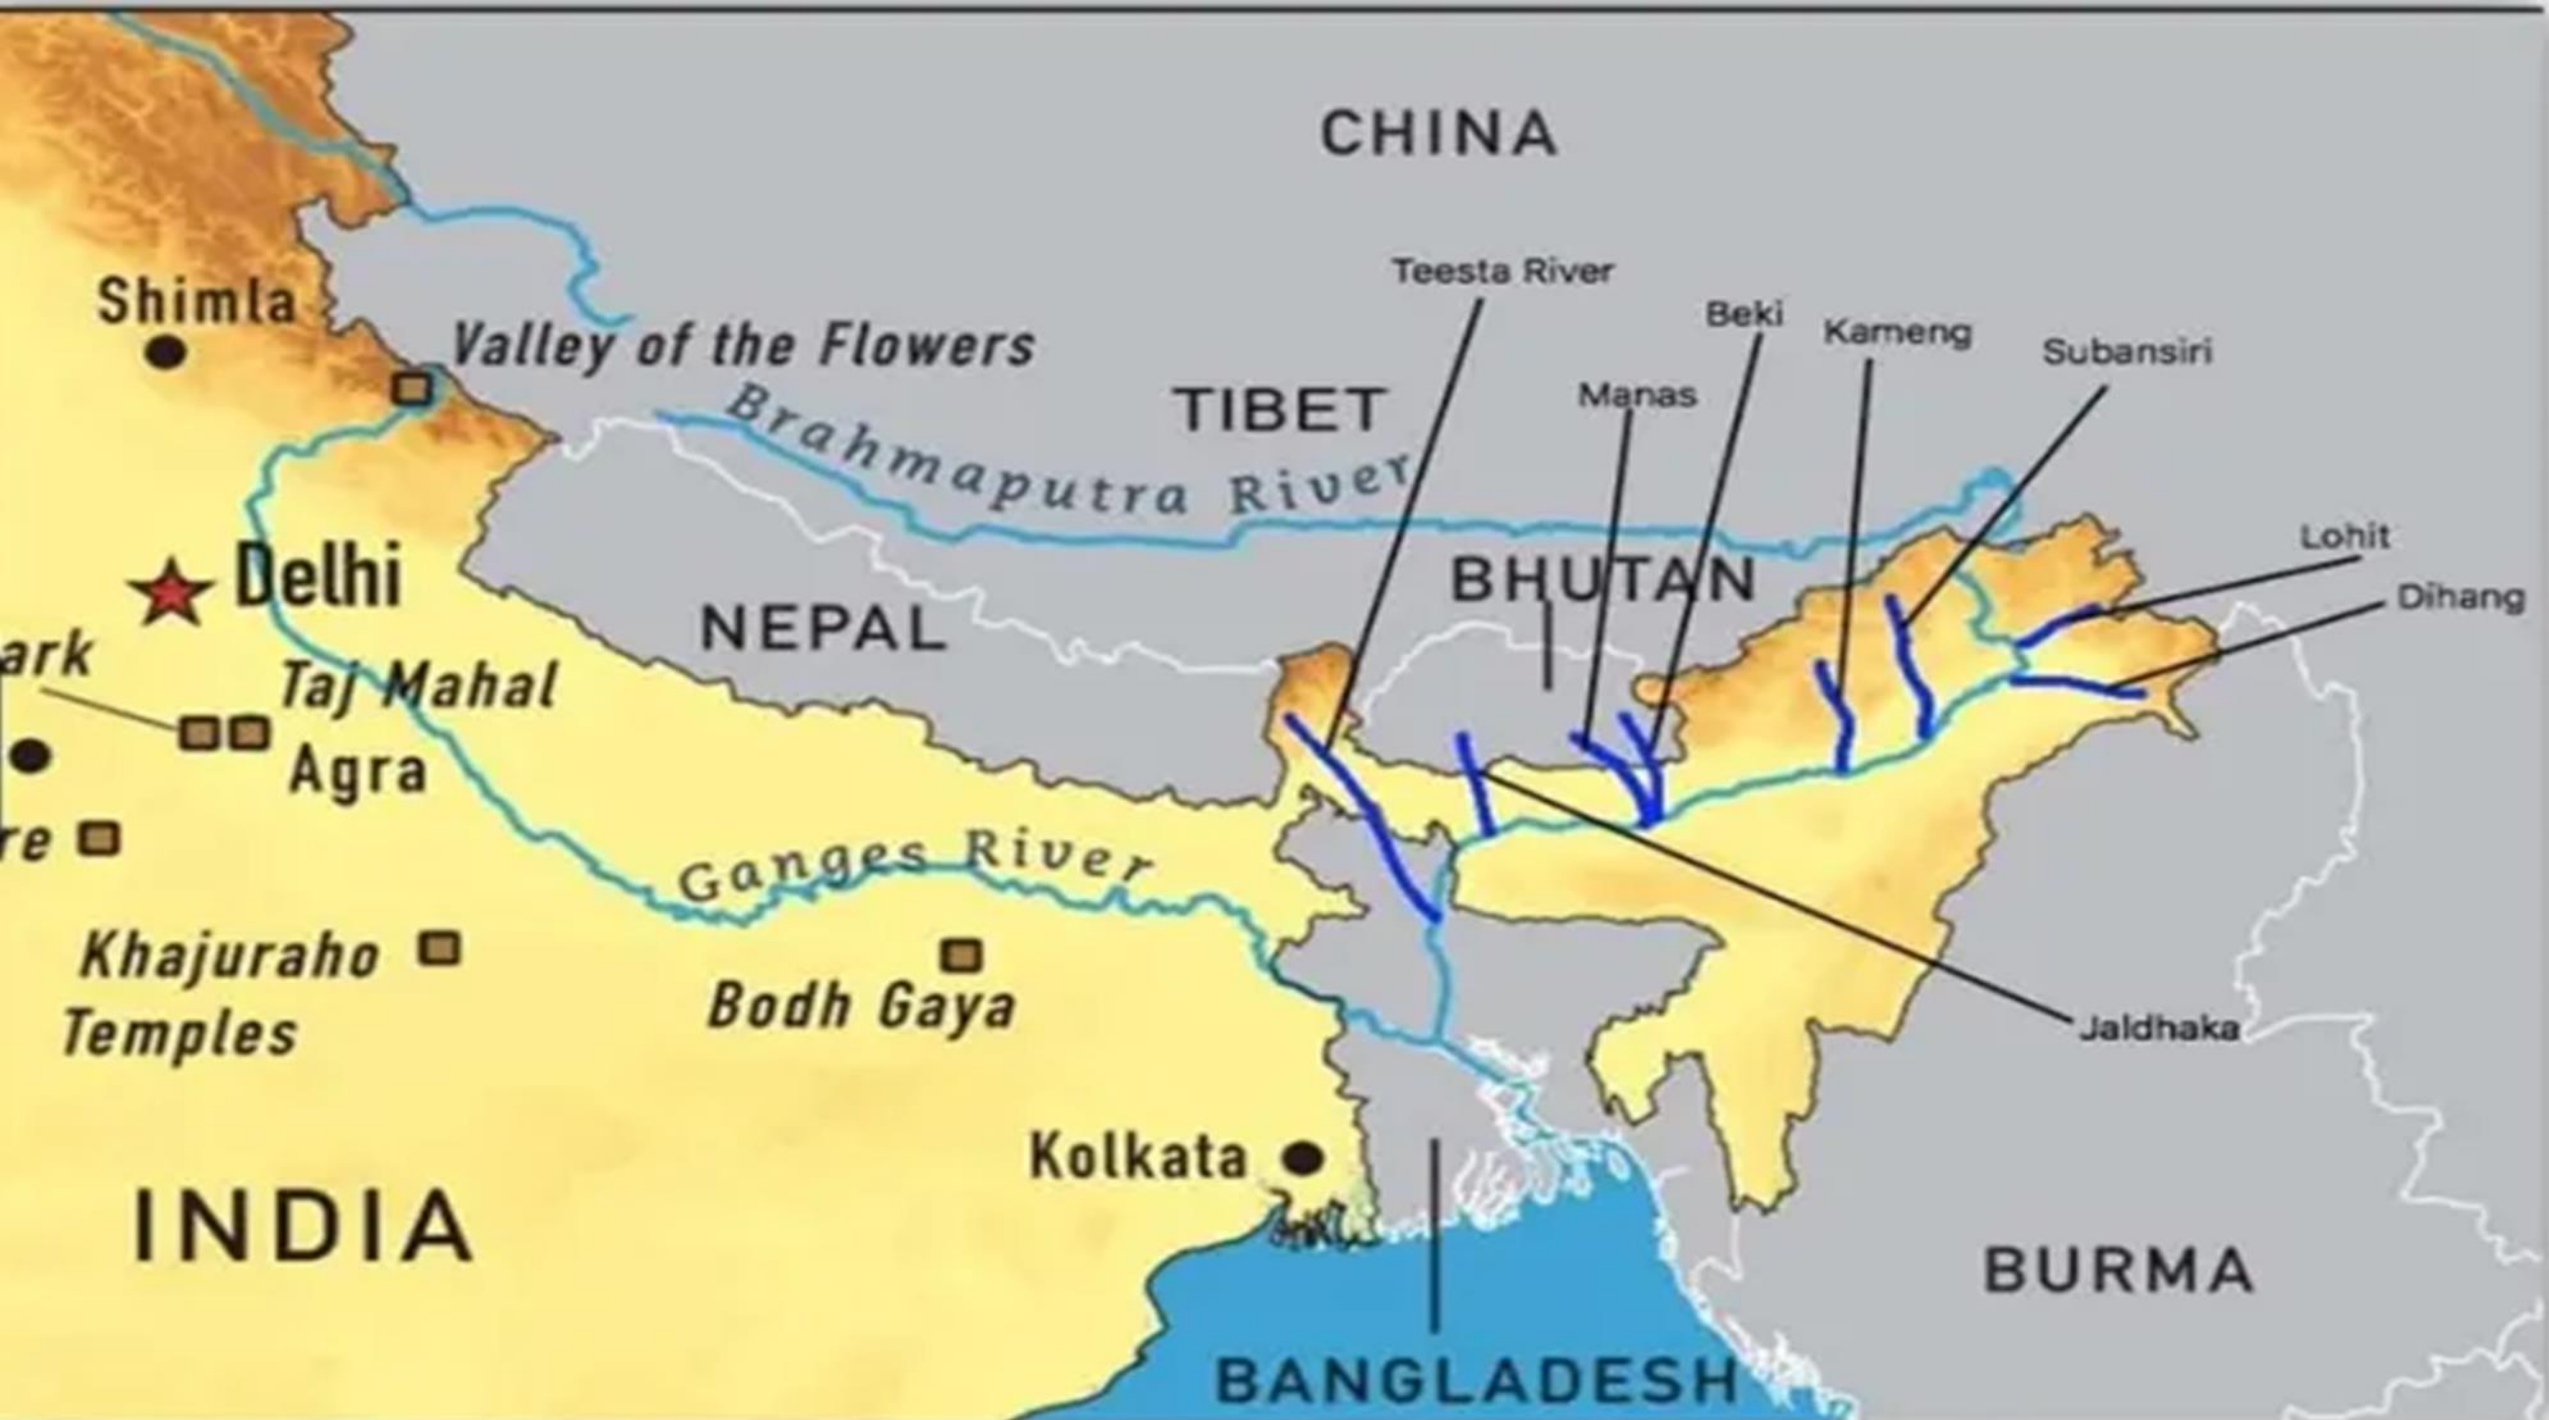 CHINA
Teesta River
Shimla
Beki
Kameng
Valley of the Flowers
Subansiri
TIBET
Manas
Brahmaputra River
Lohit
Delhi
BHUTAN
Dihang
NEPAL
ark
Taj Mahal
Agra
re
Ganges River
Khajuraho
Temples
Bodh Gaya
Jaldhaka
Kolkata
INDIA
BURMA
BANGLADESH